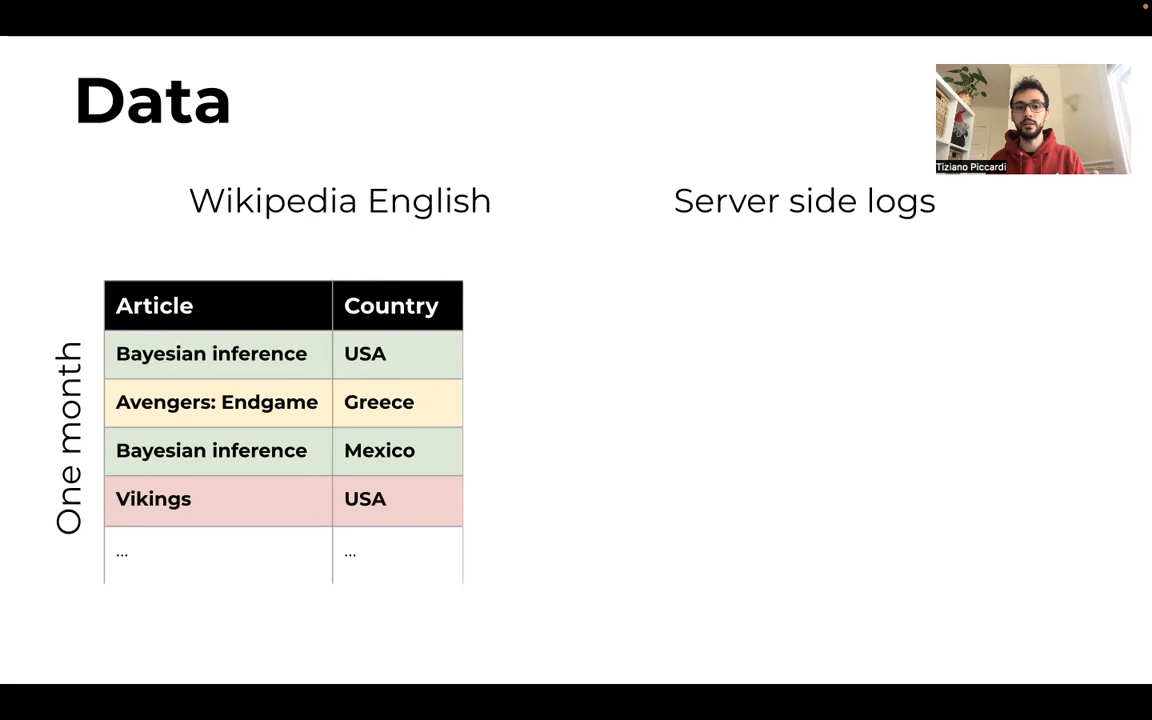 Data
Tiziano Piccardi
Wikipedia English
Server side logs
One month
Article Country
Bayesian inference USA
Avengers: Endgame Greece
Bayesian inference Mexico
Vikings USA
... ...